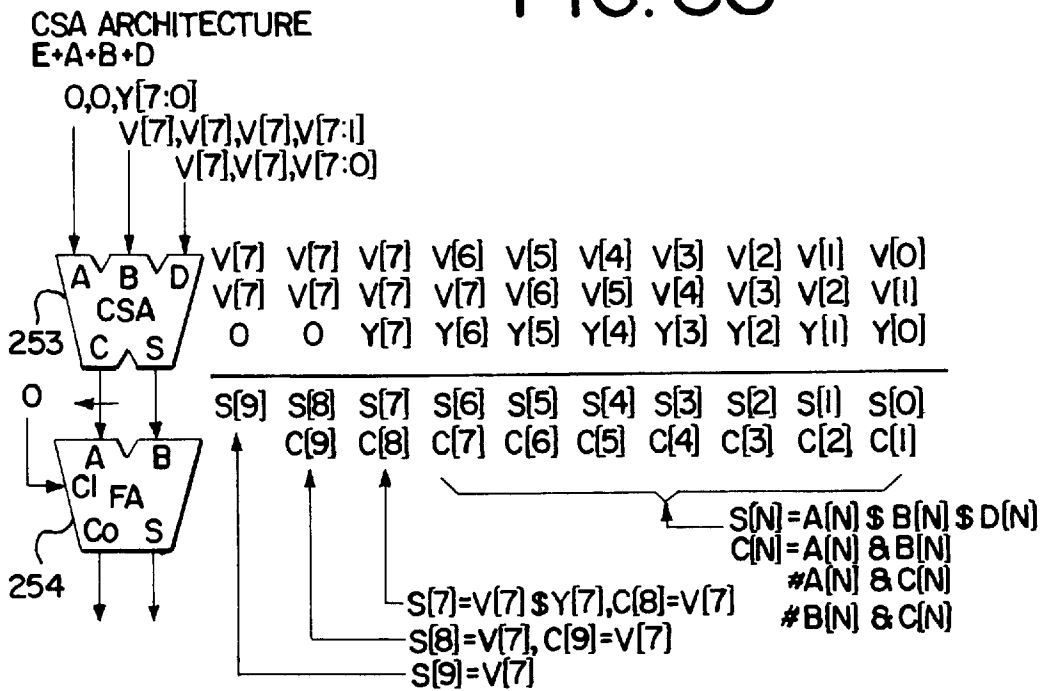 CSA ARCHITECTURE
E+A+B+D
0,0,Y[7:0]
V[7],V[7],V[7],V[7:1]
V[7],V[7],V[7:0]
A B D
CSA
C S
253
V[7] V[7] V[7] V[6] V[5] V[4] V[3] V[2] V[1] V[0]
V[7] V[7] V[7] V[7] V[6] V[5] V[4] V[3] V[2] V[1]
0 0 Y[7] Y[6] Y[5] Y[4] Y[3] Y[2] Y[1] Y[0]
S[9] S[8] S[7] S[6] S[5] S[4] S[3] S[2] S[1] S[0]
C[9] C[8] C[7] C[6] C[5] C[4] C[3] C[2] C[1]
0
A B
CI FA
Co S
254
S[N]=A[N] $ B[N] $ D[N]
C[N]=A[N] & B[N]
#A[N] & C[N]
#B[N] & C[N]
S[7]=V[7] $ Y[7],C[8]=V[7]
S[8]=V[7], C[9]=V[7]
S[9]=V[7]